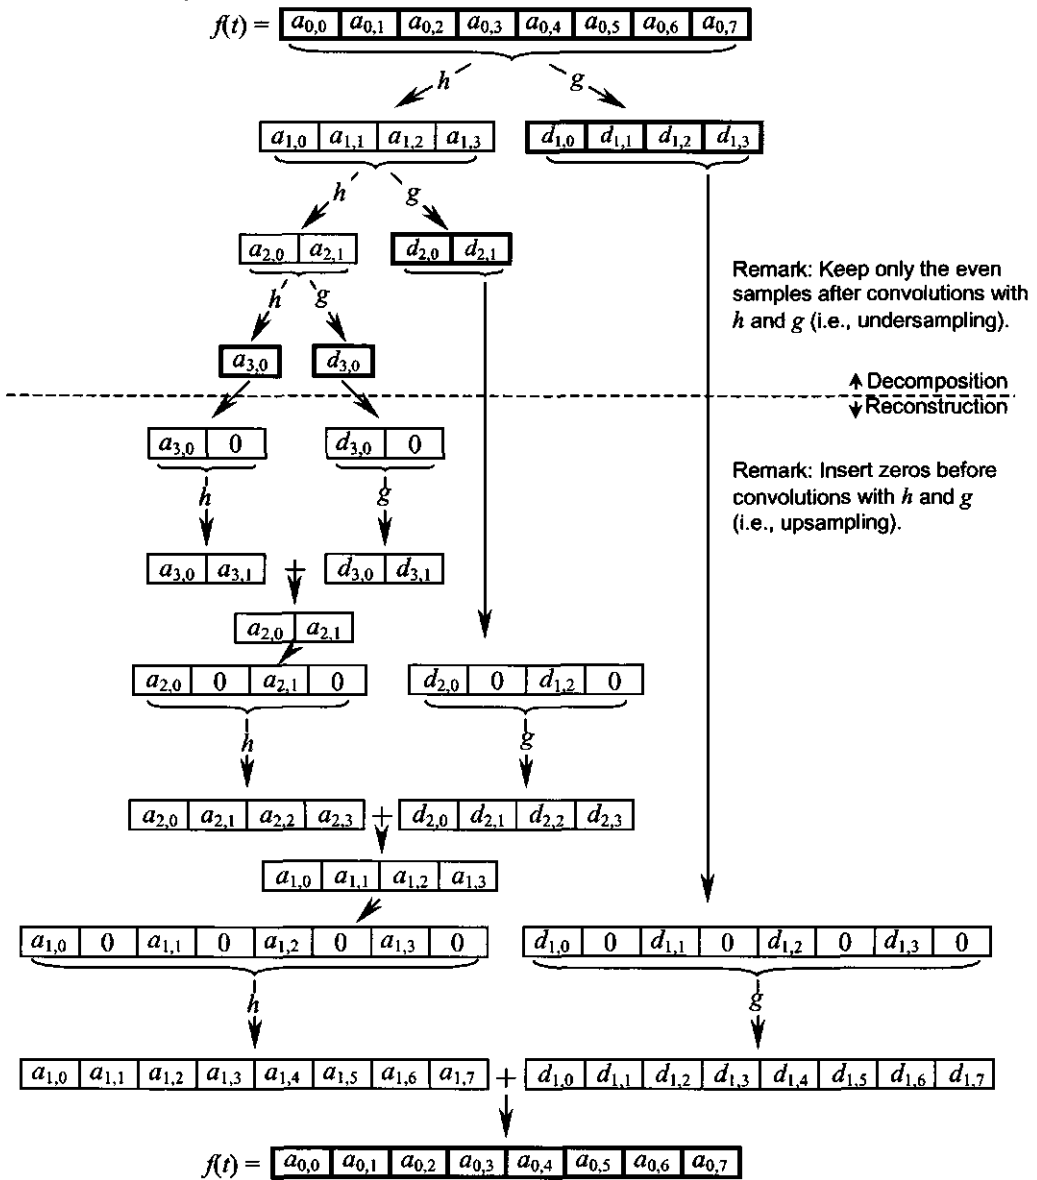 f(t) = a0,0 a0,1 a0,2 a0,3 a0,4 a0,5 a0,6 a0,7
h g
a1,0 a1,1 a1,2 a1,3 d1,0 d1,1 d1,2 d1,3
h g
a2,0 a2,1 d2,0 d2,1
Remark: Keep only the even
samples after convolutions with
h and g (i.e., undersampling).
h g
a3,0 d3,0
Decomposition
Reconstruction
a3,0 0 d3,0 0
Remark: Insert zeros before
convolutions with h and g
(i.e., upsampling).
h g
a3,0 a3,1 + d3,0 d3,1
a2,0 a2,1
a2,0 0 a2,1 0 d2,0 0 d1,2 0
h g
a2,0 a2,1 a2,2 a2,3 + d2,0 d2,1 d2,2 d2,3
a1,0 a1,1 a1,2 a1,3
a1,0 0 a1,1 0 a1,2 0 a1,3 0 d1,0 0 d1,1 0 d1,2 0 d1,3 0
h g
a1,0 a1,1 a1,2 a1,3 a1,4 a1,5 a1,6 a1,7 + d1,0 d1,1 d1,2 d1,3 d1,4 d1,5 d1,6 d1,7
f(t) = a0,0 a0,1 a0,2 a0,3 a0,4 a0,5 a0,6 a0,7